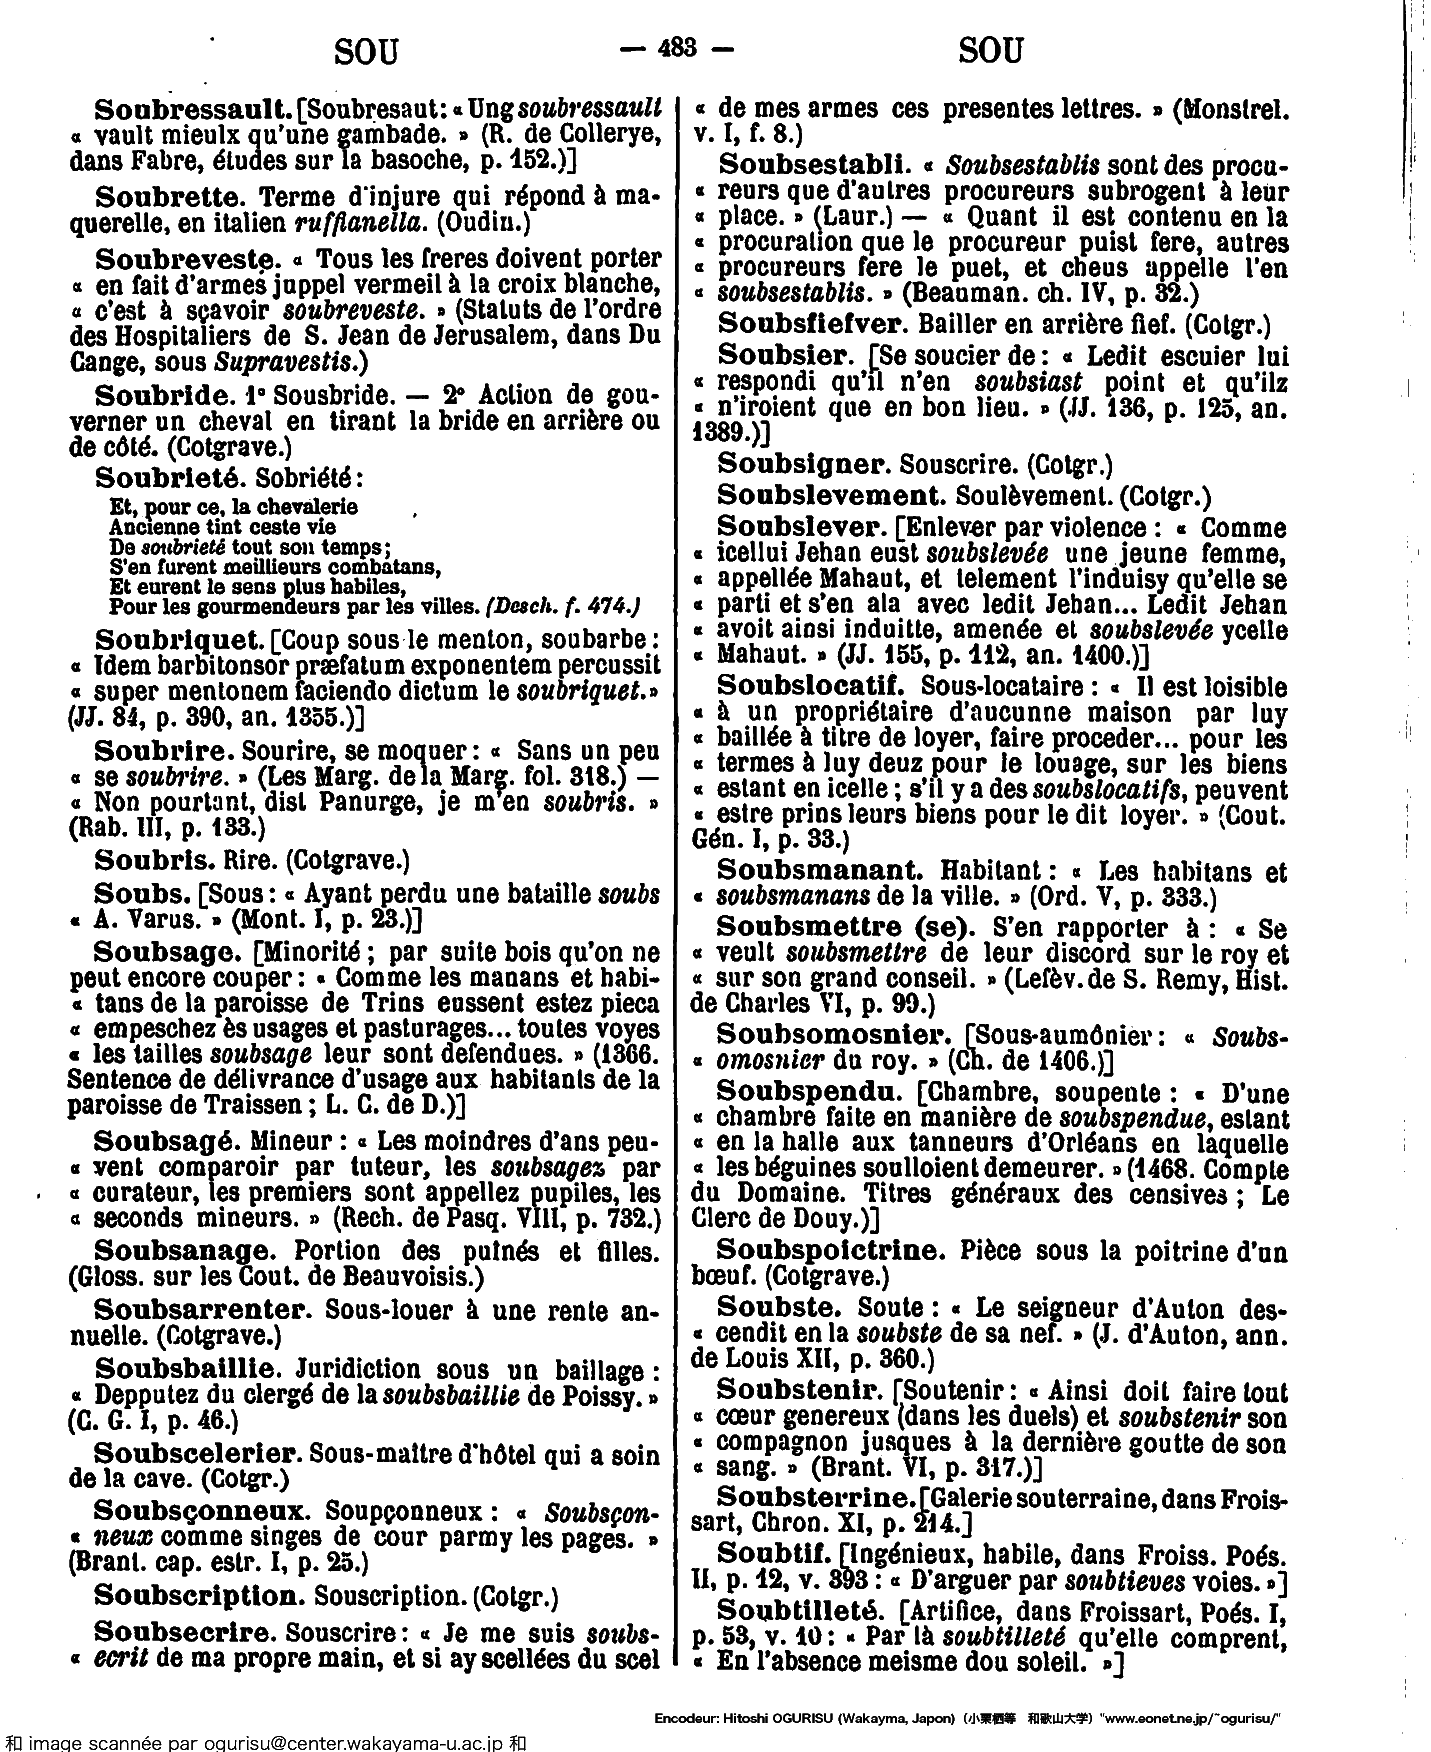 SOU — 483 — SOU
Soubressault. [Soubresaut : « Ung soubressault
« vault mieulx qu'une gambade. » (R. de Collerye,
dans Fabre, études sur la basoche, p. 152.)]
Soubrette. Terme d'injure qui répond à ma-
querelle, en italien ruffianella. (Oudin.)
Soubreveste. « Tous les freres doivent porter
« en fait d'armes juppel vermeil à la croix blanche,
« c'est à sçavoir soubreveste. » (Statuts de l'ordre
des Hospitaliers de S. Jean de Jerusalem, dans Du
Cange, sous Supravestis.)
Soubride. 1° Sousbride. — 2° Action de gou-
verner un cheval en tirant la bride en arrière ou
de côté. (Cotgrave.)
Soubrieté. Sobriété :
Et, pour ce, la chevalerie
Ancienne tint ceste vie
De soubrieté tout son temps ;
S'en furent meillieurs combatans,
Et eurent le sens plus habiles,
Pour les gourmendeurs par les villes. (Desch. f. 474.)
Soubriquet. [Coup sous le menton, soubarbe :
« Idem barbitonsor præfatum exponentem percussit
« super mentonem faciendo dictum le soubriquet. »
(JJ. 84, p. 390, an. 1355.)]
Soubrire. Sourire, se moquer : « Sans un peu
« se soubrire. » (Les Marg. de la Marg. fol. 318.) —
« Non pourtant, dist Panurge, je m'en soubris. »
(Rab. III, p. 133.)
Soubris. Rire. (Cotgrave.)
Soubs. [Sous : « Ayant perdu une bataille soubs
« A. Varus. » (Mont. I, p. 23.)]
Soubsage. [Minorité ; par suite bois qu'on ne
peut encore couper : « Comme les manans et habi-
« tans de la paroisse de Trins eussent estez pieca
« empeschez ès usages et pasturages... toutes voyes
« les tailles soubsage leur sont defendues. » (1366.
Sentence de délivrance d'usage aux habitants de la
paroisse de Traissen ; L. C. de D.)]
Soubsagé. Mineur : « Les moindres d'ans peu-
« vent comparoir par tuteur, les soubsagez par
« curateur, les premiers sont appellez pupiles, les
« seconds mineurs. » (Rech. de Pasq. VIII, p. 732.)
Soubsanage. Portion des puînés et filles.
(Gloss. sur les Cout. de Beauvoisis.)
Soubsarrenter. Sous-louer à une rente an-
nuelle. (Cotgrave.)
Soubsbaillie. Juridiction sous un baillage :
« Depputez du clergé de la soubsbaillie de Poissy. »
(C. G. I, p. 46.)
Soubscelerier. Sous-maître d'hôtel qui a soin
de la cave. (Cotgr.)
Soubsçonneux. Soupçonneux : « Soubsçon-
« neux comme singes de cour parmy les pages. »
(Brant. cap. estr. I, p. 25.)
Soubscription. Souscription. (Cotgr.)
Soubsecrire. Souscrire : « Je me suis soubs-
« ecrit de ma propre main, et si ay scellées du scel
« de mes armes ces presentes lettres. » (Monstrel.
v. I, f. 8.)
Soubsestabli. « Soubsestablis sont des procu-
« reurs que d'autres procureurs subrogent à leur
« place. » (Laur.) — « Quant il est contenu en la
« procuration que le procureur puist fere, autres
« procureurs fere le puet, et cheus appelle l'en
« soubsestablis. » (Beauman. ch. IV, p. 32.)
Soubsfiefver. Bailler en arrière fief. (Cotgr.)
Soubsier. [Se soucier de : « Ledit escuier lui
« respondi qu'il n'en soubsiast point et qu'ilz
« n'iroient que en bon lieu. » (JJ. 136, p. 125, an.
1389.)]
Soubsigner. Souscrire. (Cotgr.)
Soubslevement. Soulèvement. (Cotgr.)
Soubslever. [Enlever par violence : « Comme
« icellui Jehan eust soubslevée une jeune femme,
« appellée Mahaut, et telement l'induisy qu'elle se
« parti et s'en ala avec ledit Jehan... Ledit Jehan
« avoit ainsi induitte, amenée et soubslevée ycelle
« Mahaut. » (JJ. 155, p. 112, an. 1400.)]
Soubslocatif. Sous-locataire : « Il est loisible
« à un propriétaire d'aucunne maison par luy
« baillée à titre de loyer, faire proceder... pour les
« termes à luy deuz pour le louage, sur les biens
« estant en icelle ; s'il y a des soubslocatifs, peuvent
« estre prins leurs biens pour le dit loyer. » (Cout.
Gén. I, p. 33.)
Soubsmanant. Habitant : « Les habitans et
« soubsmanans de la ville. » (Ord. V, p. 333.)
Soubsmettre (se). S'en rapporter à : « Se
« veult soubsmettre de leur discord sur le roy et
« sur son grand conseil. » (Lefèv. de S. Remy, Hist.
de Charles VI, p. 99.)
Soubsomosnier. [Sous-aumônier : « Soubs-
« omosnier du roy. » (Ch. de 1406.)]
Soubspendu. [Chambre, soupente : « D'une
« chambre faite en manière de soubspendue, estant
« en la halle aux tanneurs d'Orléans en laquelle
« les béguines soulloient demeurer. » (1468. Compte
du Domaine. Titres généraux des censives ; Le
Clerc de Douy.)]
Soubspoictrine. Pièce sous la poitrine d'un
bœuf. (Cotgrave.)
Soubste. Soute : « Le seigneur d'Auton des-
« cendit en la soubste de sa nef. » (J. d'Auton, ann.
de Louis XII, p. 360.)
Soubstenir. [Soutenir : « Ainsi doit faire tout
« cœur genereux (dans les duels) et soubstenir son
« compagnon jusques à la dernière goutte de son
« sang. » (Brant. VI, p. 317.)]
Soubsterrine. [Galerie souterraine, dans Frois-
sart, Chron. XI, p. 214.]
Soubtif. [Ingénieux, habile, dans Froiss. Poés.
II, p. 12, v. 393 : « D'arguer par soubtieves voies. »]
Soubtilleté. [Artifice, dans Froissart, Poés. I,
p. 53, v. 10 : « Par là soubtilleté qu'elle comprent,
« En l'absence meisme dou soleil. »]
Encodeur: Hitoshi OGURISU (Wakayma, Japon) (小栗栖等 和歌山大学) "www.eonet.ne.jp/~ogurisu/"
和 image scannée par ogurisu@center.wakayama-u.ac.jp 和